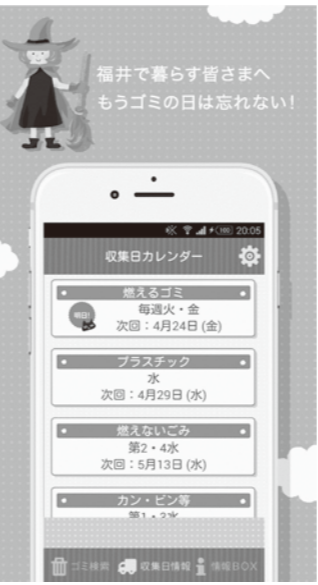 福井で暮らす皆さまへ
もうゴミの日は忘れない!
100 20:05
収集日カレンダー
燃えるゴミ
明日!
毎週火・金
次回：4月24日(金)
プラスチック
水
次回：4月29日(水)
燃えないごみ
第2・4水
次回：5月13日(水)
カン・ビン等
第1・3水
ゴミ検索 収集日情報 情報BOX